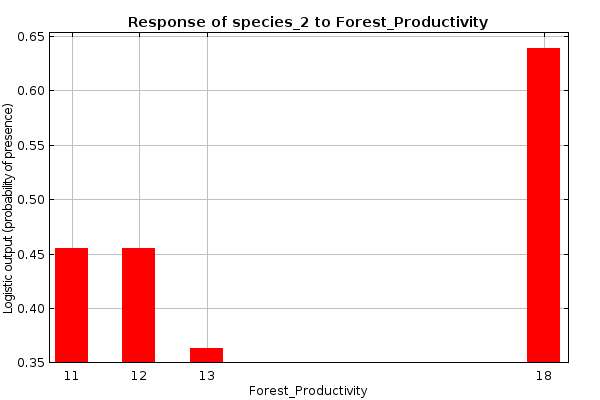 Response of species_2 to Forest_Productivity
Logistic output (probability of presence)
0.65
0.60
0.55
0.50
0.45
0.40
0.35
11 12 13 18
Forest_Productivity